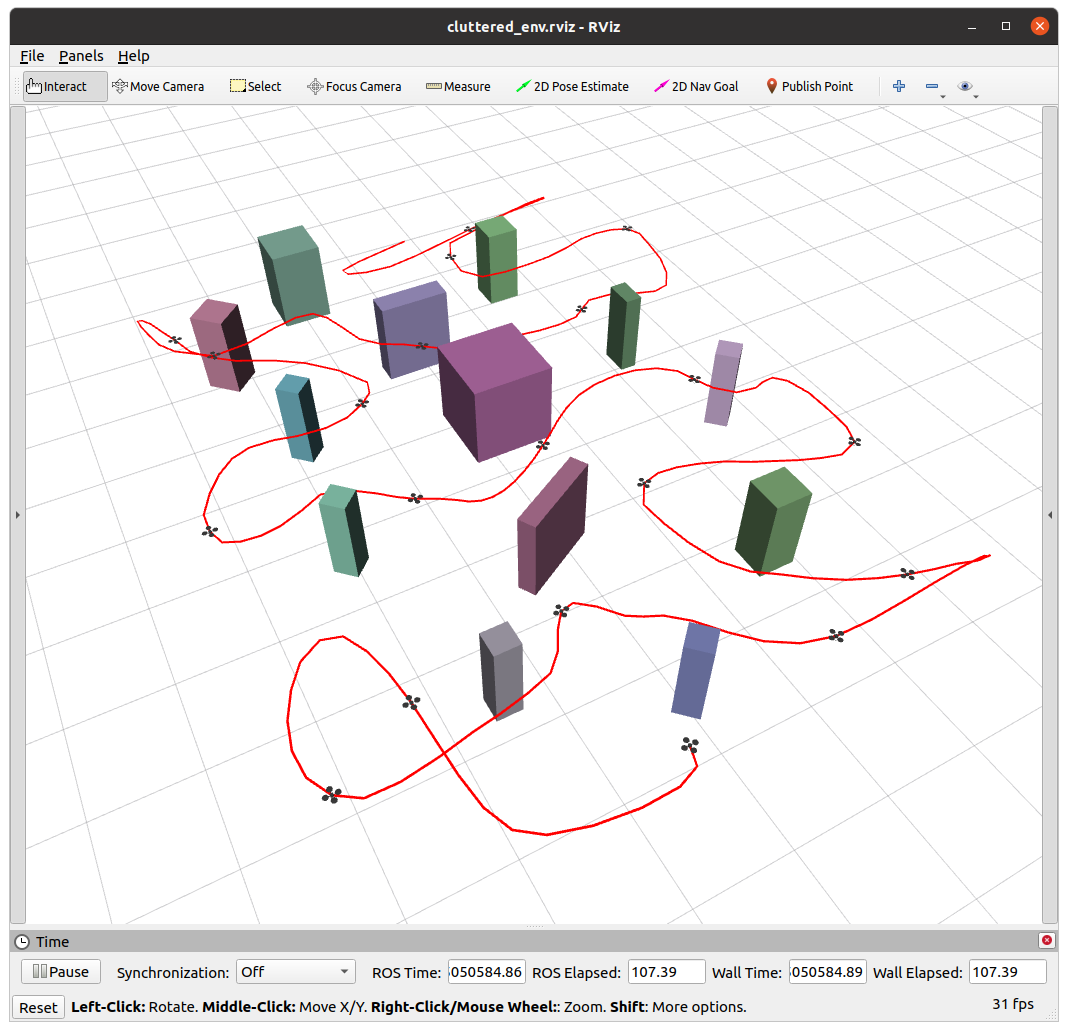 cluttered_env.rviz - RViz
File Panels Help
Interact Move Camera Select Focus Camera Measure 2D Pose Estimate 2D Nav Goal Publish Point
Time
Pause Synchronization: Off ROS Time: 050584.86 ROS Elapsed: 107.39 Wall Time: 050584.89 Wall Elapsed: 107.39
Reset Left-Click: Rotate. Middle-Click: Move X/Y. Right-Click/Mouse Wheel:: Zoom. Shift: More options. 31 fps